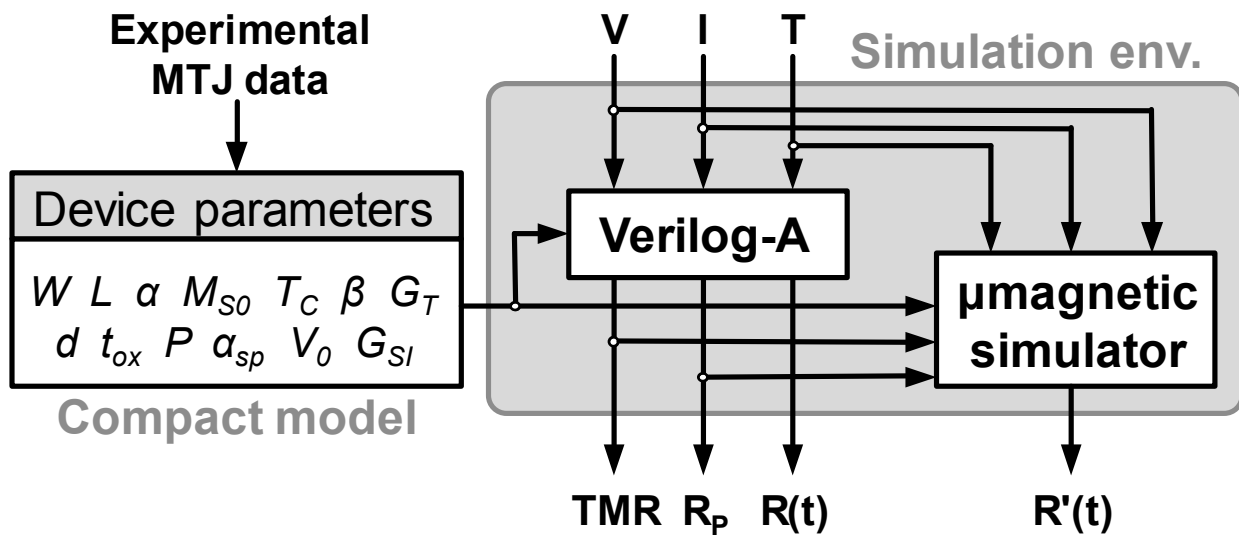 Experimental
MTJ data
V I T
Simulation env.
Device parameters
W L α M_S0 T_C β G_T
d t_ox P α_sp V_0 G_SI
Compact model
Verilog-A
µmagnetic
simulator
TMR R_P R(t) R'(t)